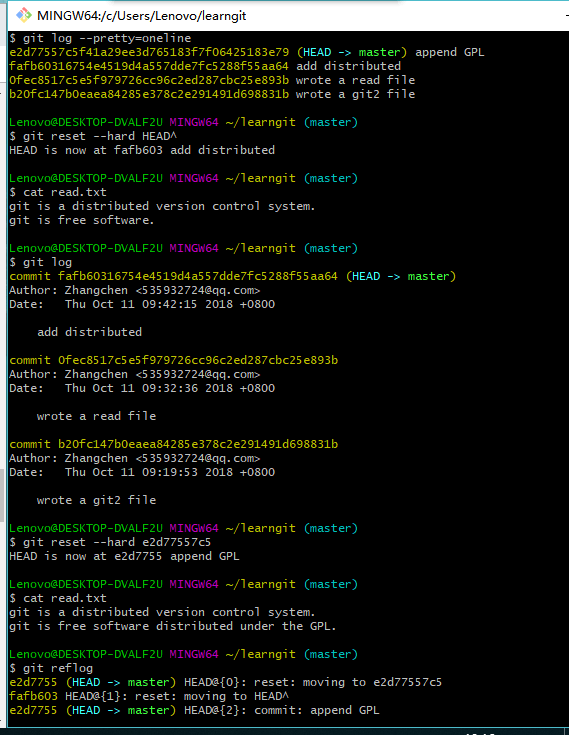 MINGW64:/c/Users/Lenovo/learngit
$ git log --pretty=oneline
e2d77557c5f41a29ee3d765183f7f06425183e79 (HEAD -> master) append GPL
fafb60316754e4519d4a557dde7fc5288f55aa64 add distributed
0fec8517c5e5f979726cc96c2ed287cbc25e893b wrote a read file
b20fc147b0eaea84285e378c2e291491d698831b wrote a git2 file
Lenovo@DESKTOP-DVALF2U MINGW64 ~/learngit (master)
$ git reset --hard HEAD^
HEAD is now at fafb603 add distributed
Lenovo@DESKTOP-DVALF2U MINGW64 ~/learngit (master)
$ cat read.txt
git is a distributed version control system.
git is free software.
Lenovo@DESKTOP-DVALF2U MINGW64 ~/learngit (master)
$ git log
commit fafb60316754e4519d4a557dde7fc5288f55aa64 (HEAD -> master)
Author: Zhangchen <535932724@qq.com>
Date:   Thu Oct 11 09:42:15 2018 +0800
    add distributed
commit 0fec8517c5e5f979726cc96c2ed287cbc25e893b
Author: Zhangchen <535932724@qq.com>
Date:   Thu Oct 11 09:32:36 2018 +0800
    wrote a read file
commit b20fc147b0eaea84285e378c2e291491d698831b
Author: Zhangchen <535932724@qq.com>
Date:   Thu Oct 11 09:19:53 2018 +0800
    wrote a git2 file
Lenovo@DESKTOP-DVALF2U MINGW64 ~/learngit (master)
$ git reset --hard e2d77557c5
HEAD is now at e2d7755 append GPL
Lenovo@DESKTOP-DVALF2U MINGW64 ~/learngit (master)
$ cat read.txt
git is a distributed version control system.
git is free software distributed under the GPL.
Lenovo@DESKTOP-DVALF2U MINGW64 ~/learngit (master)
$ git reflog
e2d7755 (HEAD -> master) HEAD@{0}: reset: moving to e2d77557c5
fafb603 HEAD@{1}: reset: moving to HEAD^
e2d7755 (HEAD -> master) HEAD@{2}: commit: append GPL